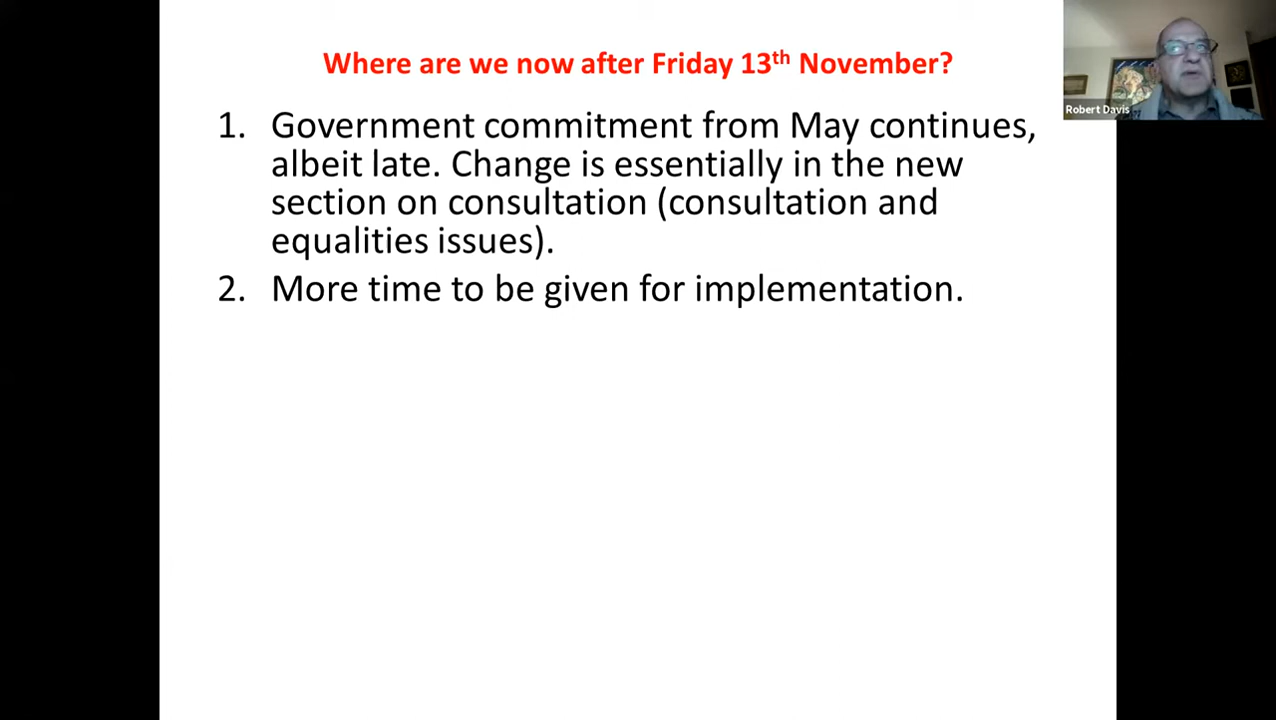 Where are we now after Friday 13th November?
Robert Davis
1. Government commitment from May continues,
albeit late. Change is essentially in the new
section on consultation (consultation and
equalities issues).
2. More time to be given for implementation.